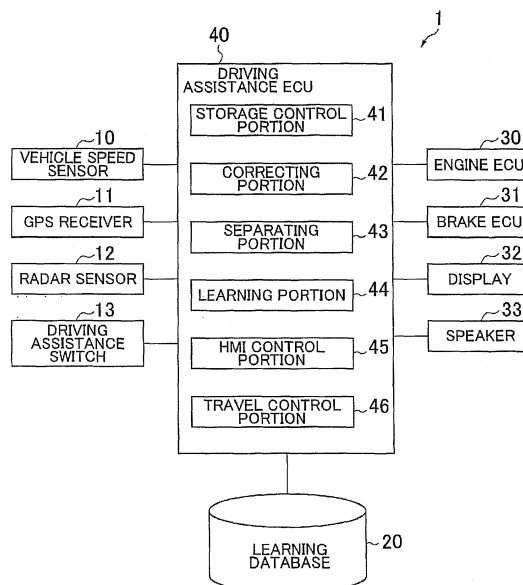 1
40
DRIVING
ASSISTANCE ECU
STORAGE CONTROL
PORTION
41
CORRECTING
PORTION
42
SEPARATING
PORTION
43
LEARNING PORTION
44
HMI CONTROL
PORTION
45
TRAVEL CONTROL
PORTION
46
10
VEHICLE SPEED
SENSOR
11
GPS RECEIVER
12
RADAR SENSOR
13
DRIVING
ASSISTANCE
SWITCH
30
ENGINE ECU
31
BRAKE ECU
32
DISPLAY
33
SPEAKER
LEARNING
DATABASE
20